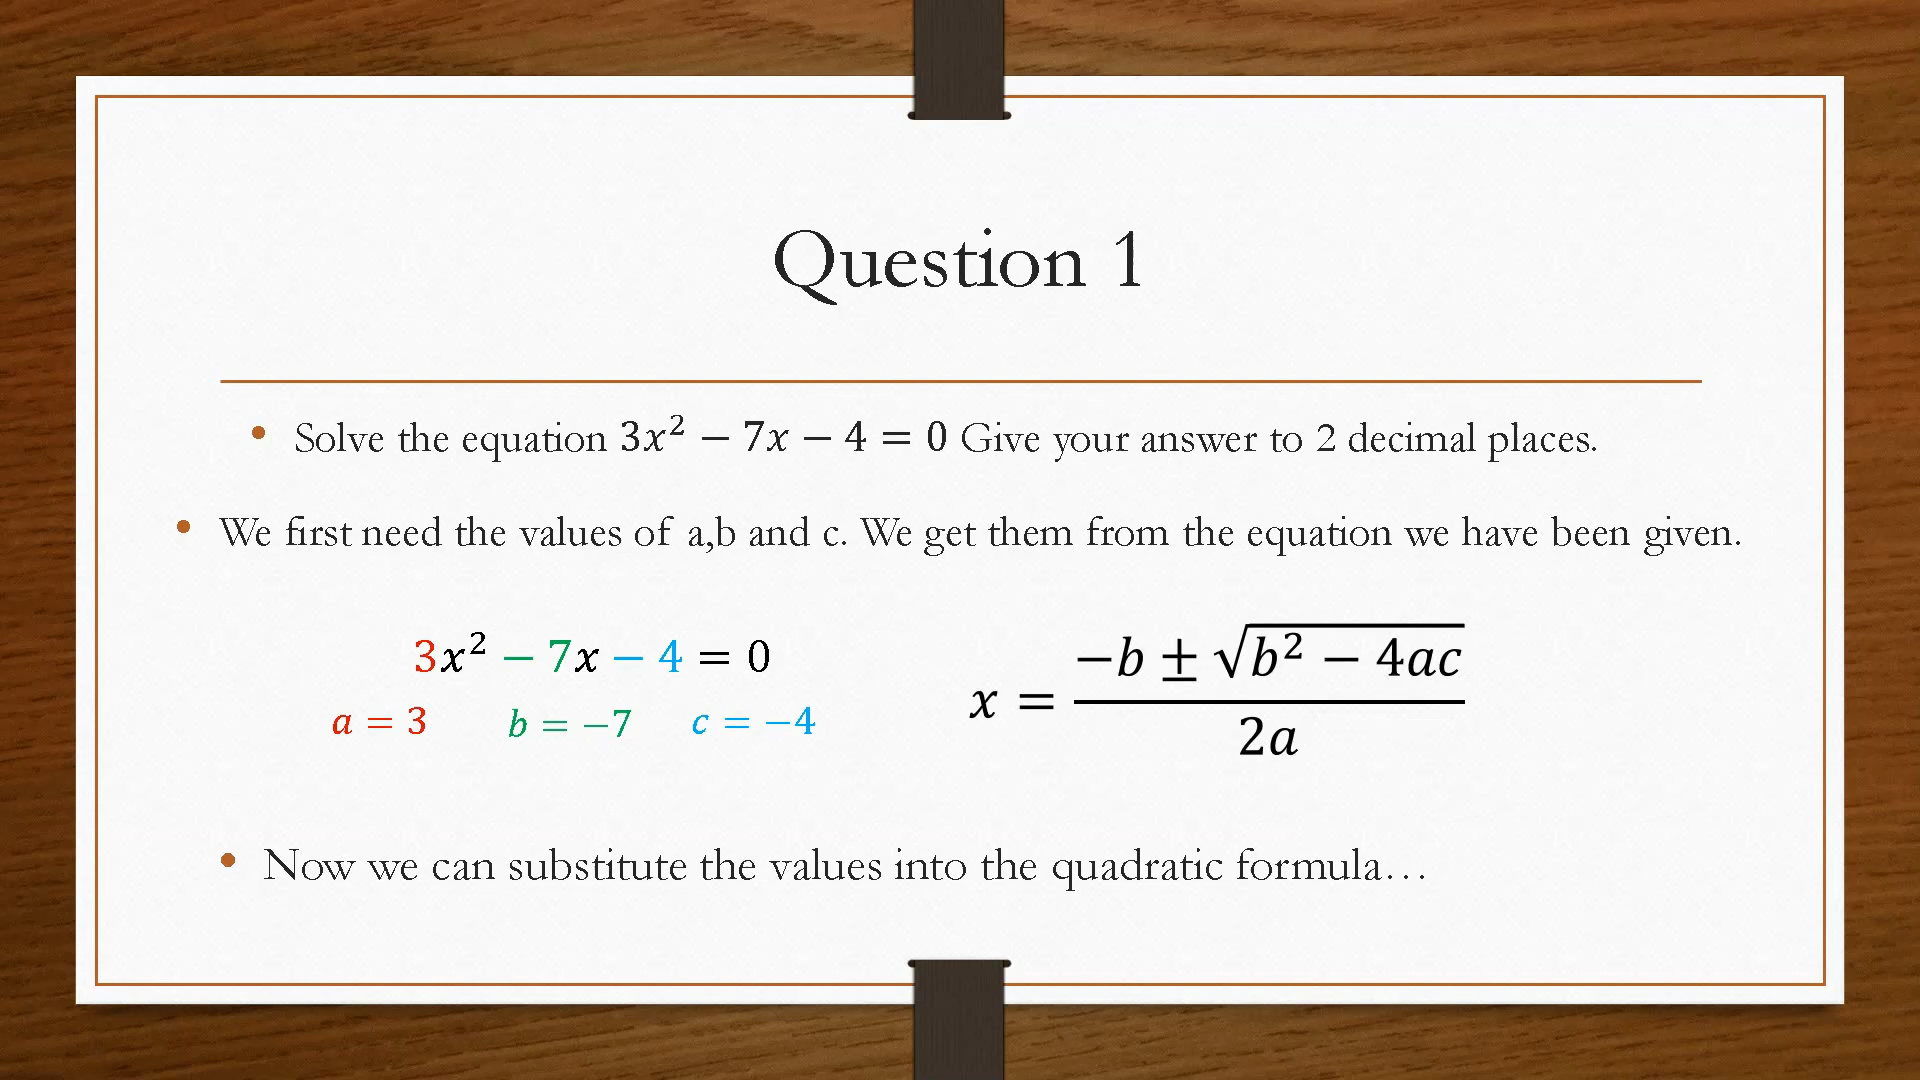 Question 1
• Solve the equation 3x² − 7x − 4 = 0 Give your answer to 2 decimal places.
• We first need the values of a,b and c. We get them from the equation we have been given.
3x² − 7x − 4 = 0
a = 3 b = −7 c = −4
x = (−b ± √(b² − 4ac)) / 2a
• Now we can substitute the values into the quadratic formula…